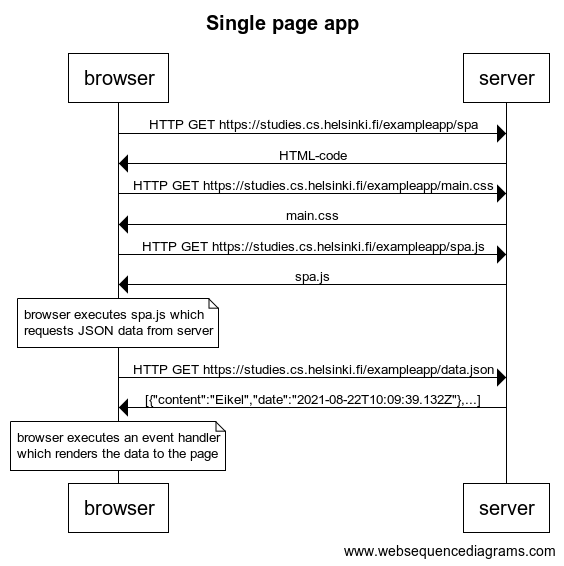 Single page app
browser
server
HTTP GET https://studies.cs.helsinki.fi/exampleapp/spa
HTML-code
HTTP GET https://studies.cs.helsinki.fi/exampleapp/main.css
main.css
HTTP GET https://studies.cs.helsinki.fi/exampleapp/spa.js
spa.js
browser executes spa.js which
requests JSON data from server
HTTP GET https://studies.cs.helsinki.fi/exampleapp/data.json
[{"content":"Eikel","date":"2021-08-22T10:09:39.132Z"},...]
browser executes an event handler
which renders the data to the page
browser
server
www.websequencediagrams.com